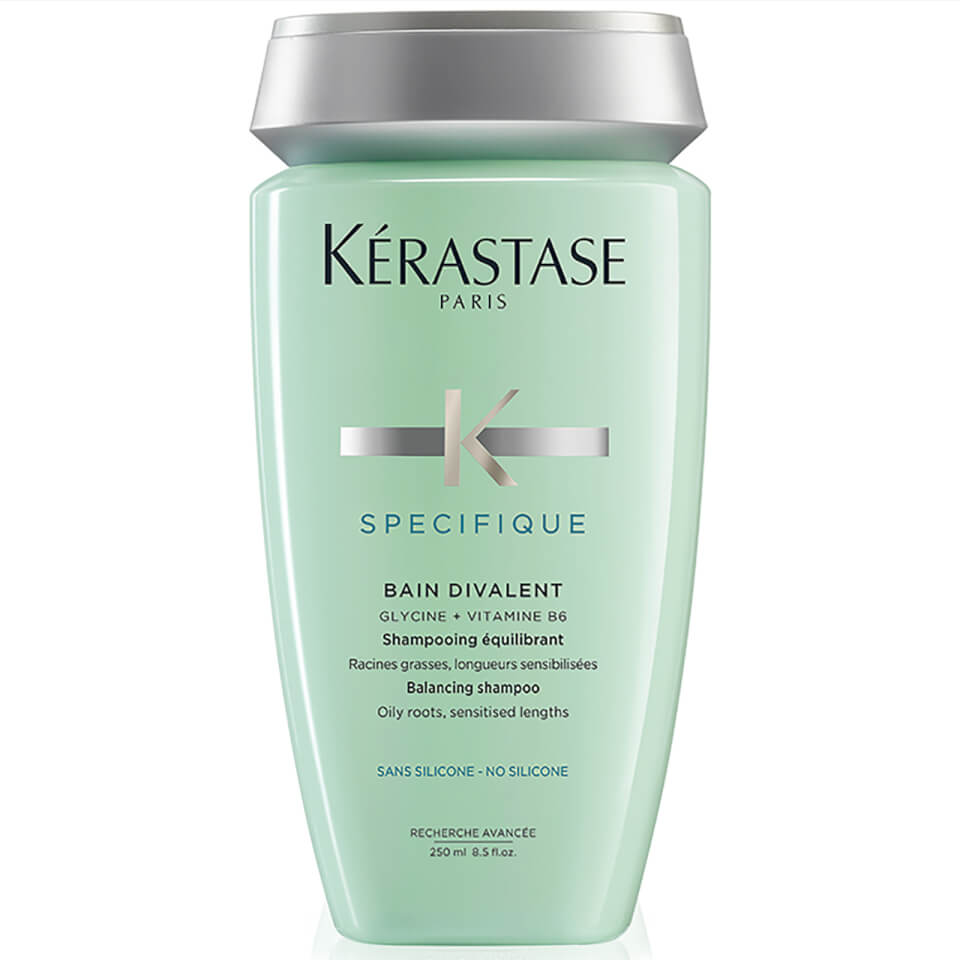 KÉRASTASE
PARIS
K
SPECIFIQUE
BAIN DIVALENT
GLYCINE + VITAMINE B6
Shampooing équilibrant
Racines grasses, longueurs sensibilisées
Balancing shampoo
Oily roots, sensitised lengths
SANS SILICONE - NO SILICONE
RECHERCHE AVANCÉE
250 ml 8.5 fl.oz.